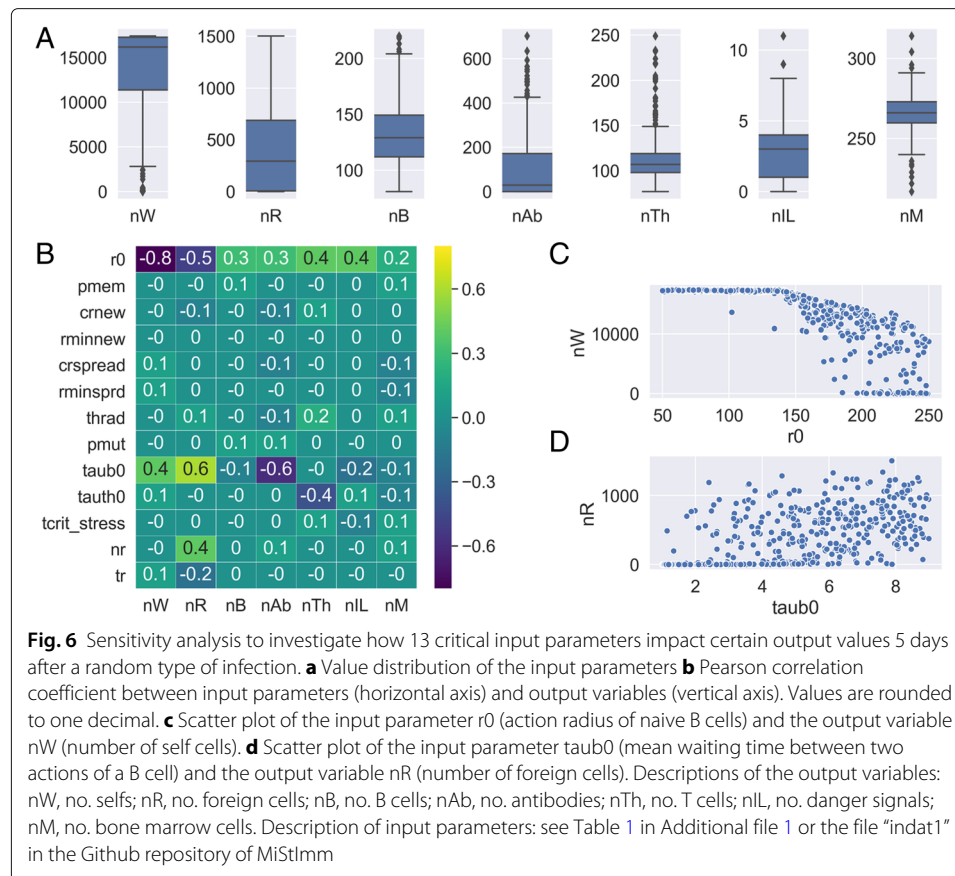 A
15000
10000
5000
0
nW
1500
1000
500
0
nR
200
100
nB
600
400
200
0
nAb
250
200
150
100
nTh
10
5
0
nIL
300
250
nM
B
r0 -0.8 -0.5 0.3 0.3 0.4 0.4 0.2
pmem -0 -0 0.1 -0 -0 0 0.1
crnew -0 -0.1 -0 -0.1 0.1 0 0
rminnew -0 0 -0 -0 0 0 0
crspread 0.1 0 -0 -0.1 -0 0 -0.1
rminsprd 0.1 0 -0 -0 -0 0 -0.1
thrad -0 0.1 -0 -0.1 0.2 0 0.1
pmut -0 0 0.1 0.1 0 -0 0
taub0 0.4 0.6 -0.1 -0.6 -0 -0.2 -0.1
tauth0 0.1 -0 -0 0 -0.4 0.1 -0.1
tcrit_stress -0 0 0 0 0.1 -0.1 0.1
nr -0 0.4 0 0.1 -0 -0 0.1
tr 0.1 -0.2 0 -0 -0 -0 -0
nW nR nB nAb nTh nIL nM
0.6
0.3
0.0
−0.3
−0.6
C
nW
10000
0
50 100 150 200 250
r0
D
nR
1000
0
2 4 6 8
taub0
Fig. 6 Sensitivity analysis to investigate how 13 critical input parameters impact certain output values 5 days
after a random type of infection. a Value distribution of the input parameters b Pearson correlation
coefficient between input parameters (horizontal axis) and output variables (vertical axis). Values are rounded
to one decimal. c Scatter plot of the input parameter r0 (action radius of naive B cells) and the output variable
nW (number of self cells). d Scatter plot of the input parameter taub0 (mean waiting time between two
actions of a B cell) and the output variable nR (number of foreign cells). Descriptions of the output variables:
nW, no. selfs; nR, no. foreign cells; nB, no. B cells; nAb, no. antibodies; nTh, no. T cells; nIL, no. danger signals;
nM, no. bone marrow cells. Description of input parameters: see Table 1 in Additional file 1 or the file “indat1”
in the Github repository of MiStImm